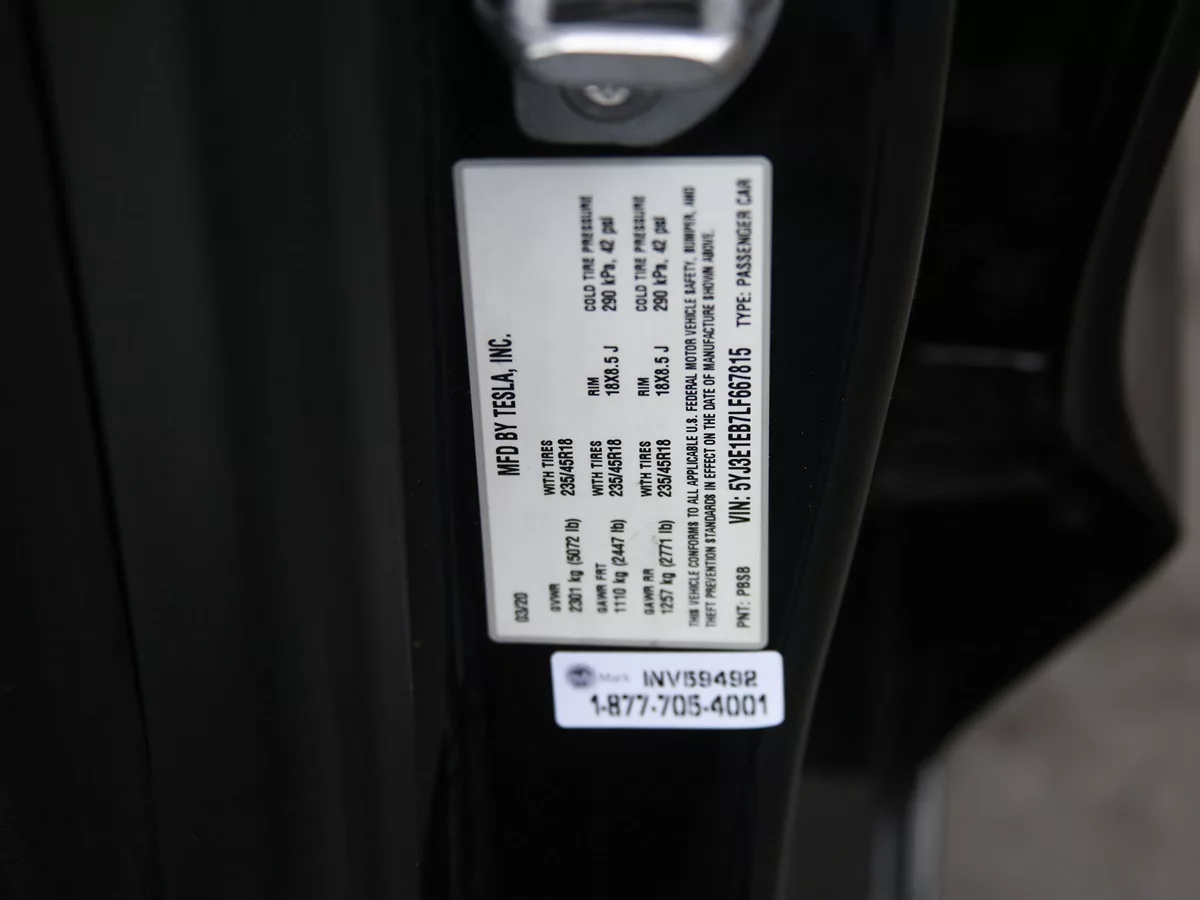 MFD BY TESLA, INC.
03/20
GVWR WITH TIRES
2301 kg (5072 lb) 235/45R18
GAWR FRT WITH TIRES RIM COLD TIRE PRESSURE
1110 kg (2447 lb) 235/45R18 18X8.5 J 290 kPa, 42 psi
GAWR RR WITH TIRES RIM COLD TIRE PRESSURE
1257 kg (2771 lb) 235/45R18 18X8.5 J 290 kPa, 42 psi
THIS VEHICLE CONFORMS TO ALL APPLICABLE U.S. FEDERAL MOTOR VEHICLE SAFETY, BUMPER, AND
THEFT PREVENTION STANDARDS IN EFFECT ON THE DATE OF MANUFACTURE SHOWN ABOVE.
PNT: PBSB VIN: 5YJ3E1EB7LF667815 TYPE: PASSENGER CAR
Mark INV59492
1-877-705-4001